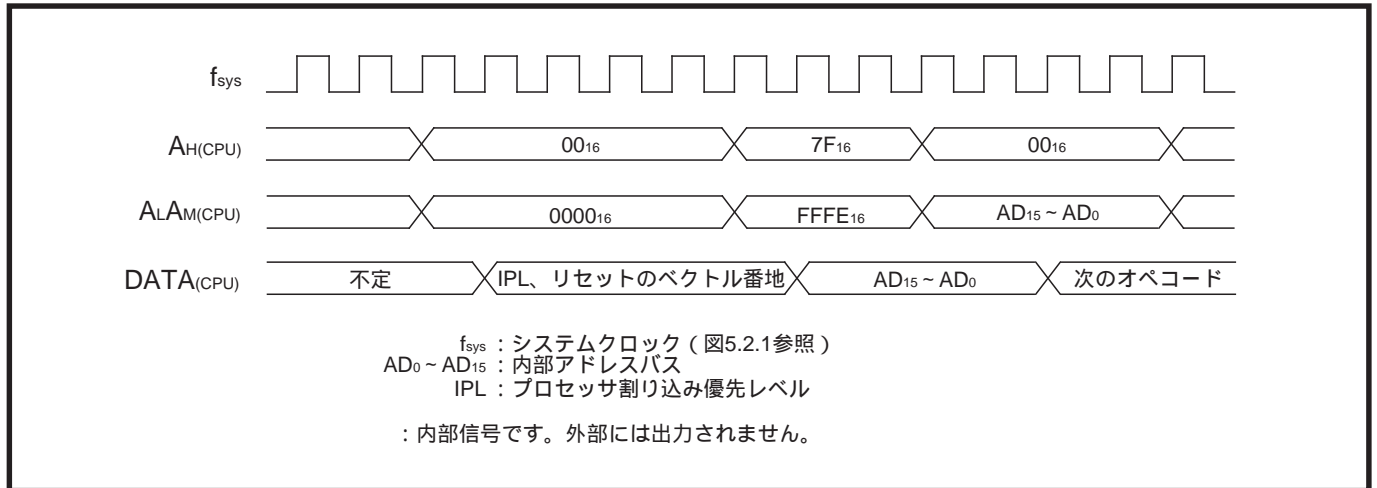 fsys
AH(CPU) 0016 7F16 0016
ALAM(CPU) 000016 FFFE16 AD15 ~ AD0
DATA(CPU) 不定 IPL、リセットのベクトル番地 AD15 ~ AD0 次のオペコード
fsys : システムクロック ( 図5.2.1参照 )
AD0 ~ AD15 : 内部アドレスバス
IPL : プロセッサ割り込み優先レベル
: 内部信号です。外部には出力されません。